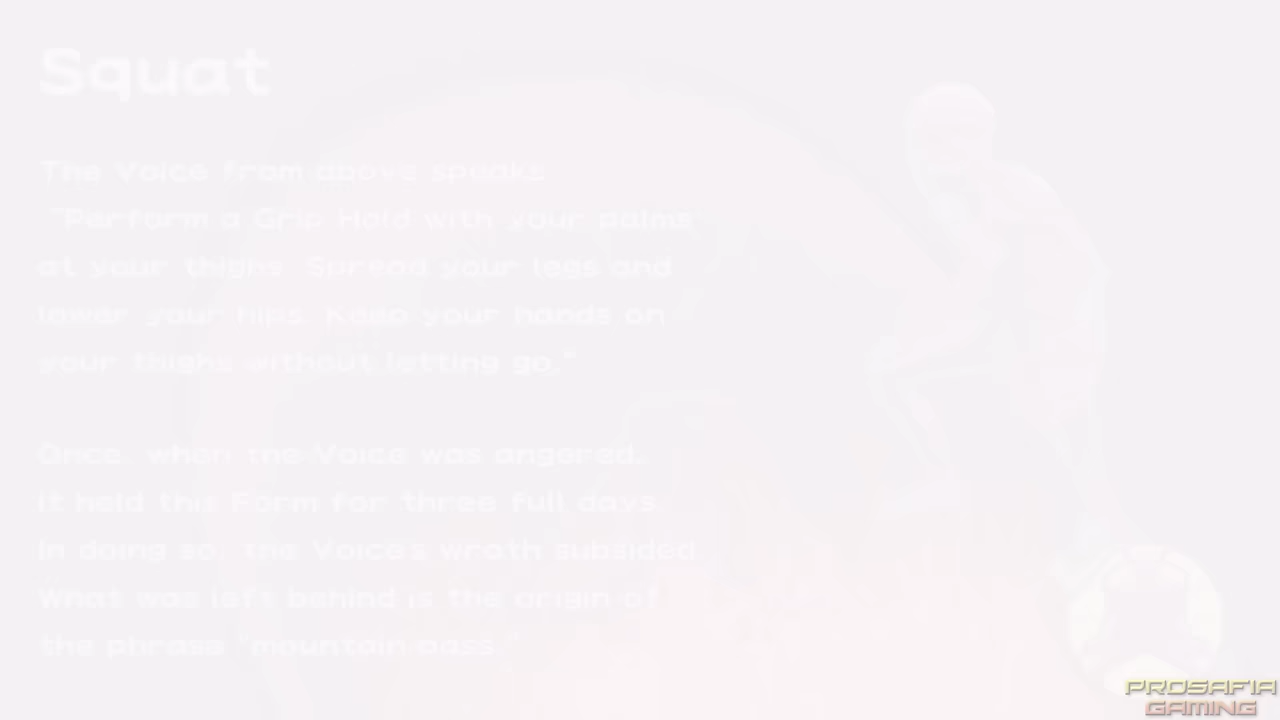 Squat
The Voice from above speaks
"Perform a Grip Hold with your palms
at your thighs. Spread your legs and
lower your hips. Keep your hands on
your thighs without letting go."
Once, when the Voice was angered,
it held this Form for three full days.
In doing so, the Voice's wrath subsided.
What was left behind is the origin of
the phrase "mountain pass."
PROSAFIA
GAMING